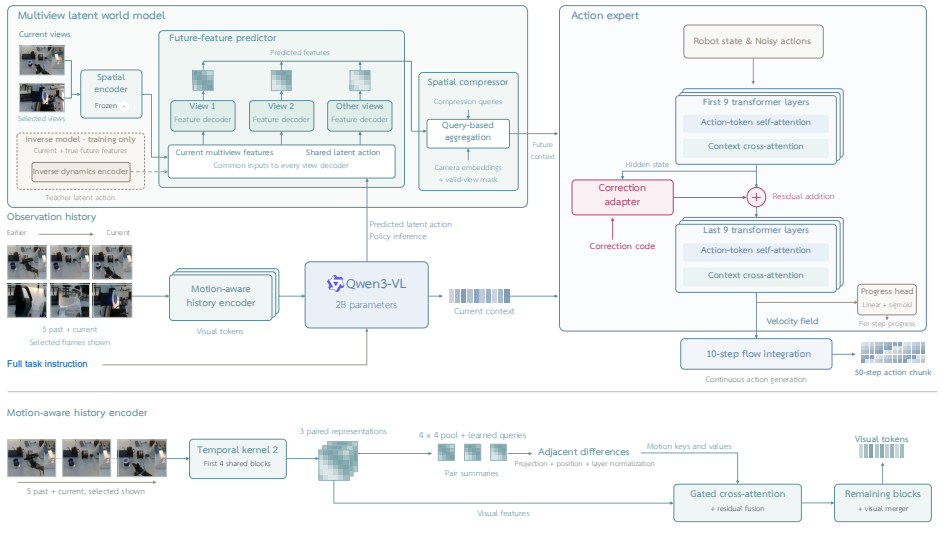 Multiview latent world model
Current views
Selected views
Spatial
encoder
Frozen
Inverse model - training only
Current + true future features
Inverse dynamics encoder
Teacher latent action
Future-feature predictor
Predicted features
View 1
Feature decoder
View 2
Feature decoder
Other views
Feature decoder
Current multiview features
Shared latent action
Common inputs to every view decoder
Spatial compressor
Compression queries
Query-based
aggregation
Camera embeddings
+ valid-view mask
Future
context
Action expert
Robot state & Noisy actions
First 9 transformer layers
Action-token self-attention
Context cross-attention
Hidden state
Correction
adapter
Correction code
Residual addition
Last 9 transformer layers
Action-token self-attention
Context cross-attention
Progress head
Linear + sigmoid
Per-step progress
Velocity field
10-step flow integration
Continuous action generation
50-step action chunk
Observation history
Earlier
Current
5 past + current
Selected frames shown
Motion-aware
history encoder
Visual tokens
Predicted latent action
Policy inference
Qwen3-VL
2B parameters
Current context
Full task instruction
Motion-aware history encoder
5 past + current; selected shown
Temporal kernel 2
First 4 shared blocks
3 paired representations
4 × 4 pool + learned queries
Pair summaries
Adjacent differences
Projection + position + layer normalization
Motion keys and values
Visual features
Gated cross-attention
+ residual fusion
Visual tokens
Remaining blocks
+ visual merger